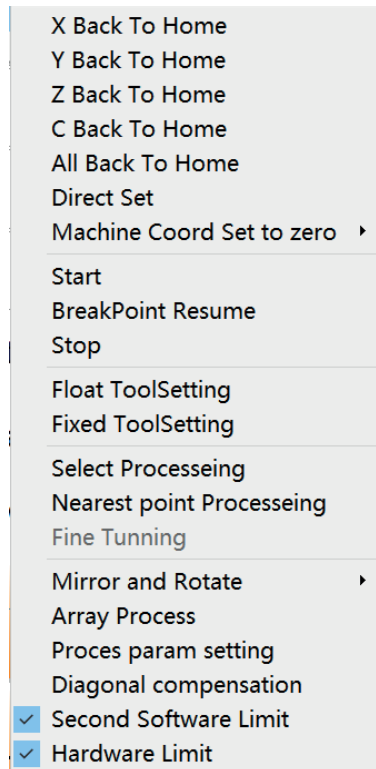 X Back To Home
Y Back To Home
Z Back To Home
C Back To Home
All Back To Home
Direct Set
Machine Coord Set to zero
Start
BreakPoint Resume
Stop
Float ToolSetting
Fixed ToolSetting
Select Processeing
Nearest point Processeing
Fine Tunning
Mirror and Rotate
Array Process
Proces param setting
Diagonal compensation
Second Software Limit
Hardware Limit